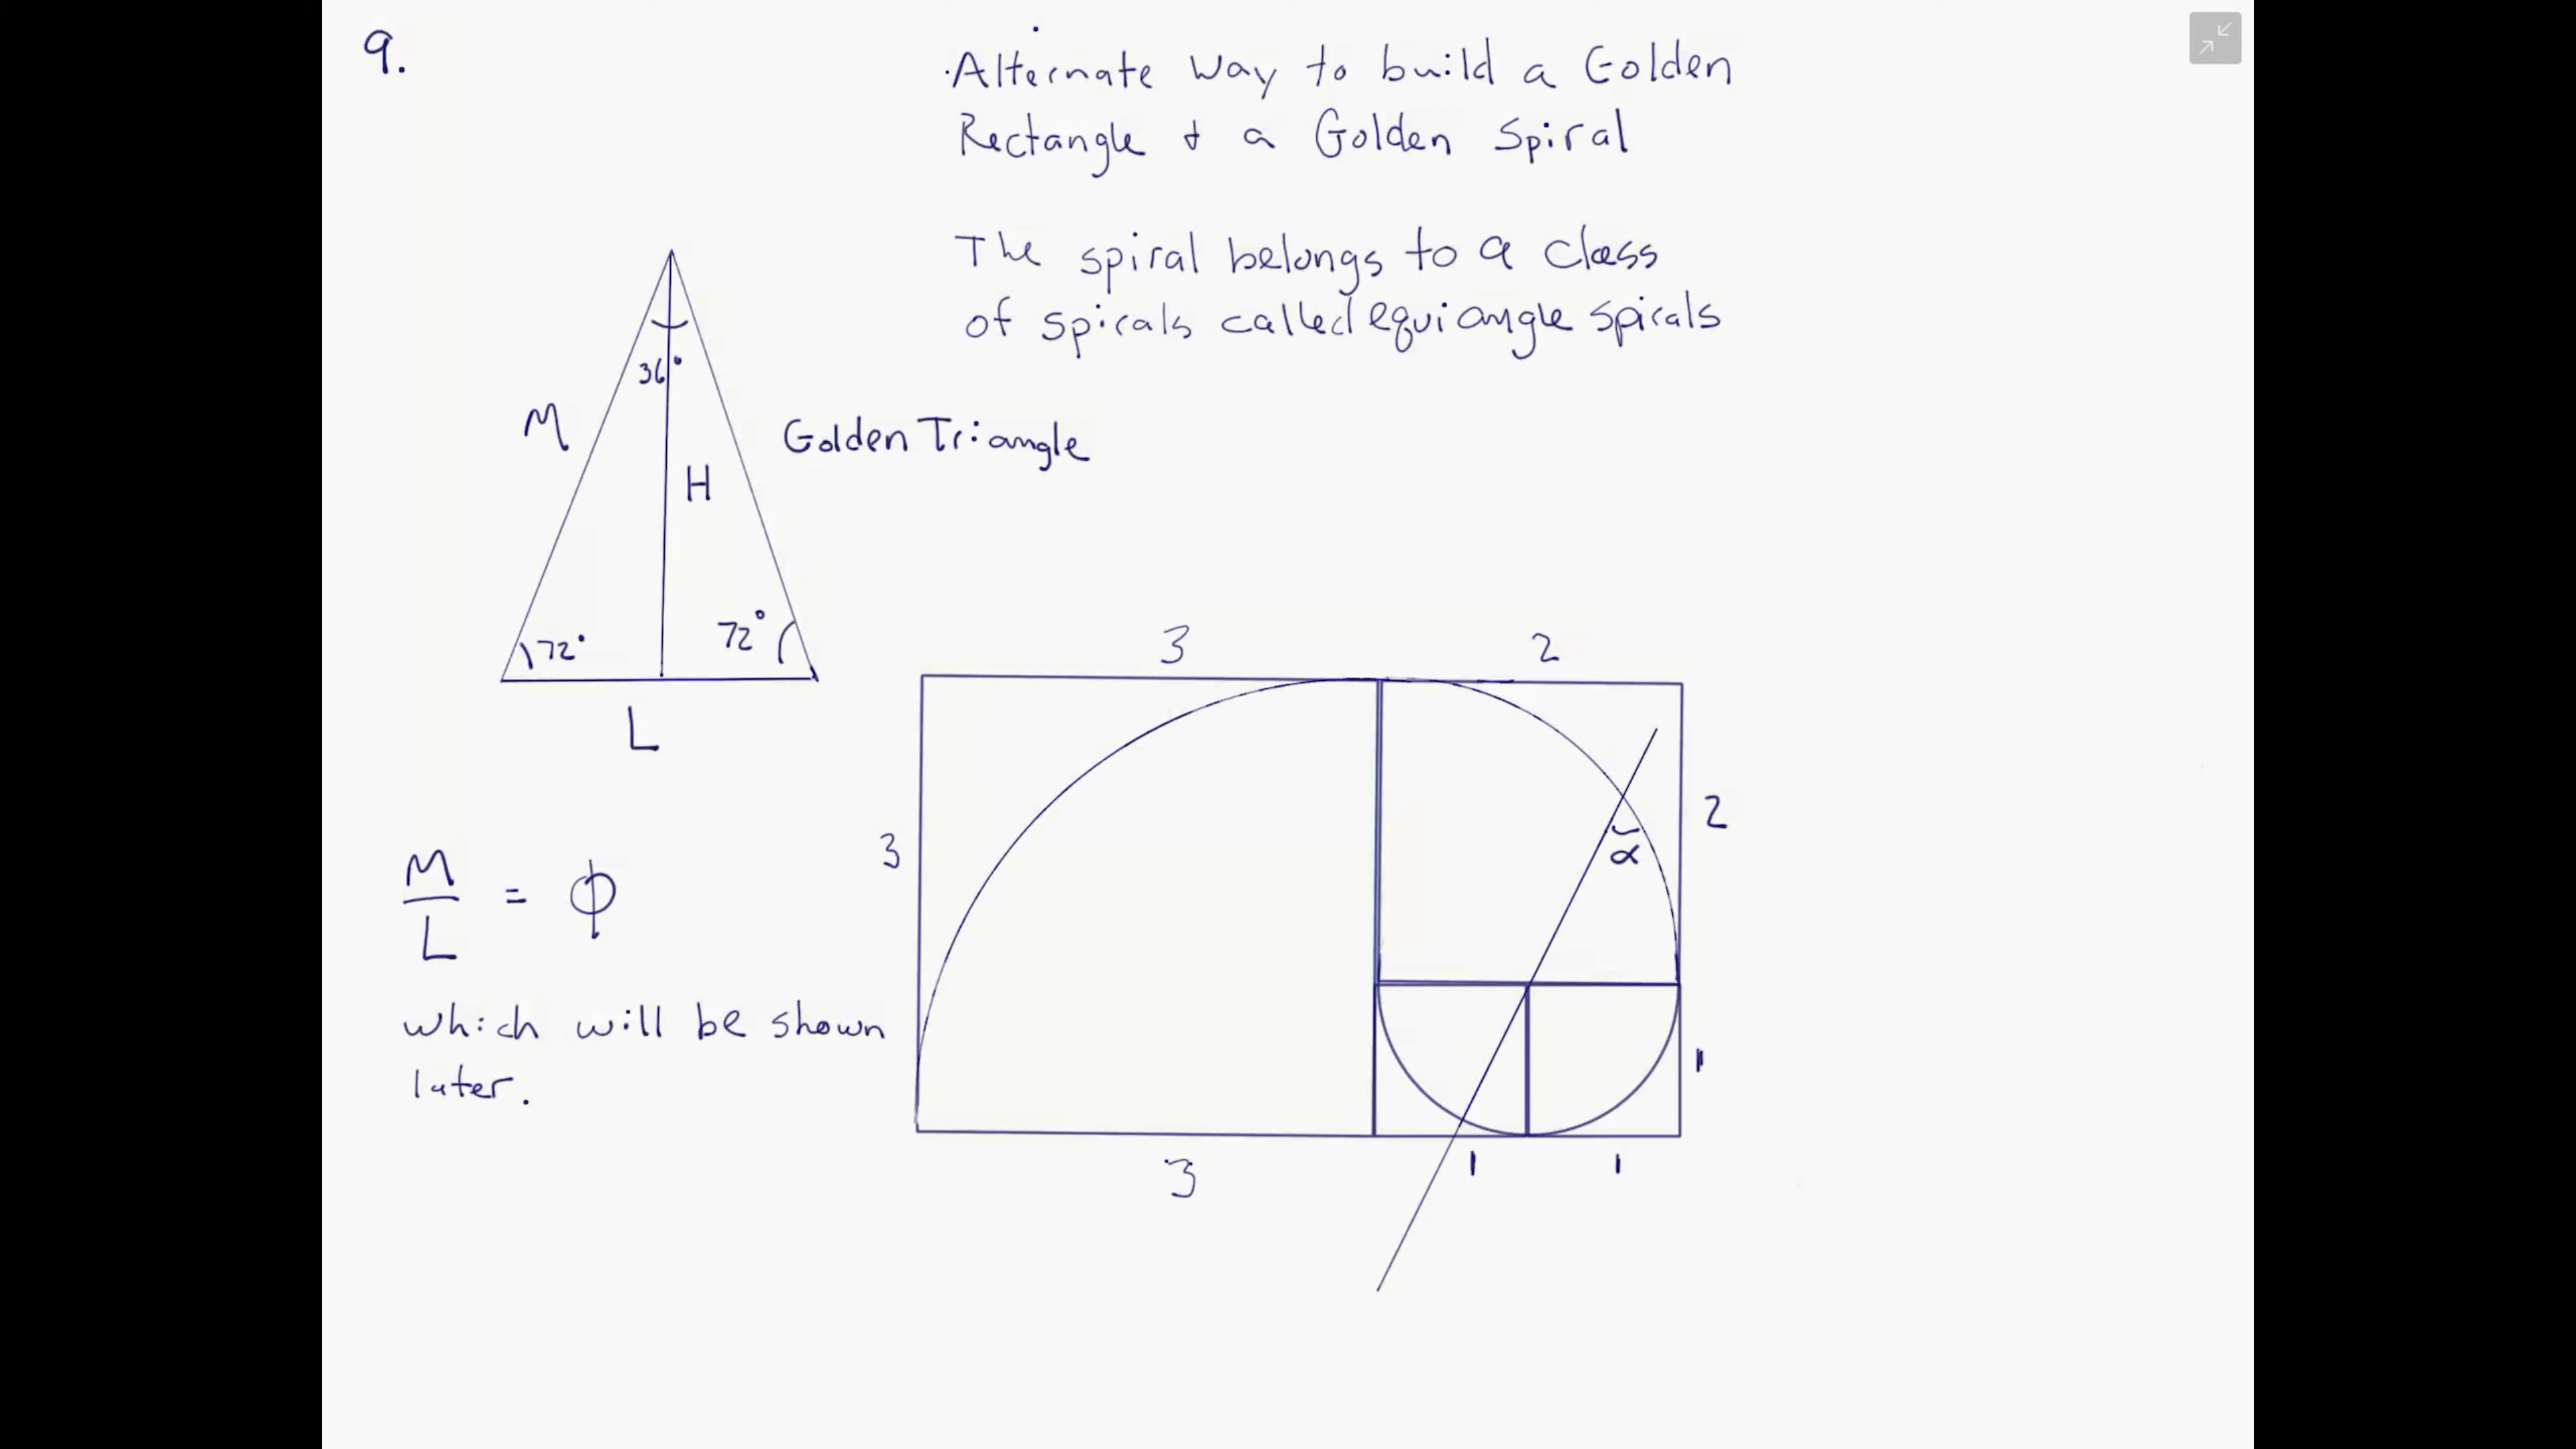 9.
Alternate way to build a Golden
Rectangle & a Golden Spiral
The spiral belongs to a class
of spirals called equiangle spirals
36°
M
Golden Triangle
H
72°
72°
L
3
2
2
α
3
M/L = ϕ
which will be shown
later.
1
3
1
1